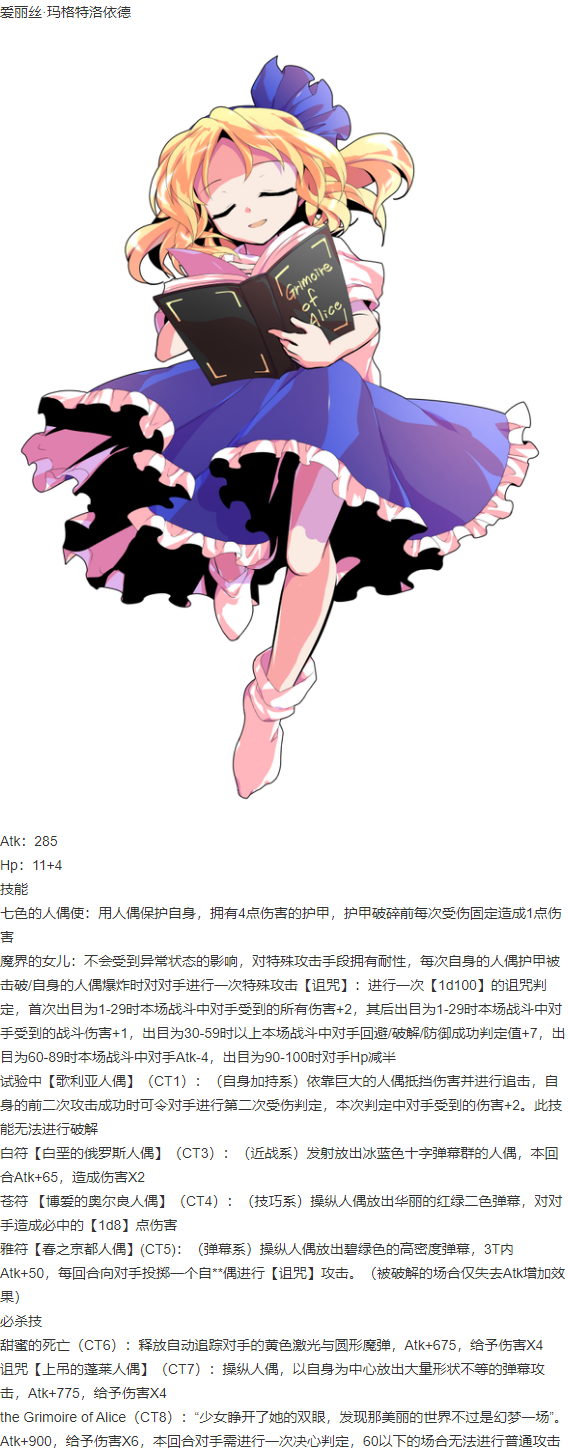 爱丽丝·玛格特洛依德
Grimoire
of
Alice
Atk：285
Hp：11+4
技能
七色的人偶使：用人偶保护自身，拥有4点伤害的护甲，护甲破碎前每次受伤固定造成1点伤
害
魔界的女儿：不会受到异常状态的影响，对特殊攻击手段拥有耐性，每次自身的人偶护甲被
击破/自身的人偶爆炸时对对手进行一次特殊攻击【诅咒】：进行一次【1d100】的诅咒判
定，首次出目为1-29时本场战斗中对手受到的所有伤害+2，其后出目为1-29时本场战斗中对
手受到的战斗伤害+1，出目为30-59时以上本场战斗中对手回避/破解/防御成功判定值+7，出
目为60-89时本场战斗中对手Atk-4，出目为90-100时对手Hp减半
试验中【歌利亚人偶】（CT1）：（自身加持系）依靠巨大的人偶抵挡伤害并进行追击，自
身的前二次攻击成功时可令对手进行第二次受伤判定，本次判定中对手受到的伤害+2。此技
能无法进行破解
白符【白垩的俄罗斯人偶】（CT3）：（近战系）发射放出冰蓝色十字弹幕群的人偶，本回
合Atk+65，造成伤害X2
苍符 【博爱的奥尔良人偶】（CT4）：（技巧系）操纵人偶放出华丽的红绿二色弹幕，对对
手造成必中的【1d8】点伤害
雅符【春之京都人偶】(CT5)：（弹幕系）操纵人偶放出碧绿色的高密度弹幕，3T内
Atk+50，每回合向对手投掷一个自**偶进行【诅咒】攻击。（被破解的场合仅失去Atk增加效
果）
必杀技
甜蜜的死亡（CT6）：释放自动追踪对手的黄色激光与圆形魔弹，Atk+675，给予伤害X4
诅咒【上吊的蓬莱人偶】（CT7）：操纵人偶，以自身为中心放出大量形状不等的弹幕攻
击，Atk+775，给予伤害X4
the Grimoire of Alice（CT8）：“少女睁开了她的双眼，发现那美丽的世界不过是幻梦一场”。
Atk+900，给予伤害X6，本回合对手需进行一次决心判定，60以下的场合无法进行普通攻击